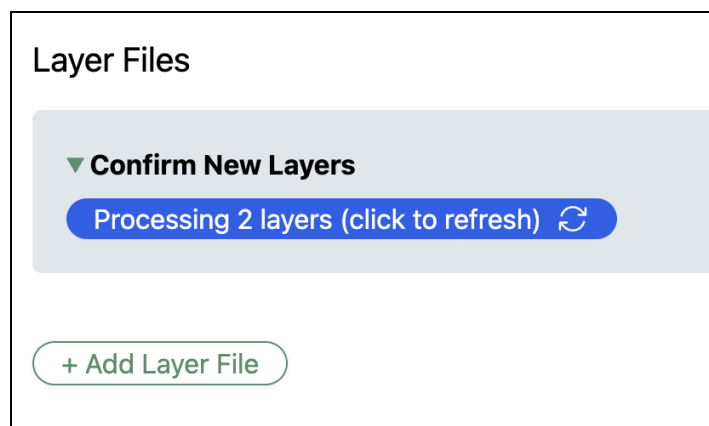 Layer Files
Confirm New Layers
Processing 2 layers (click to refresh)
+ Add Layer File